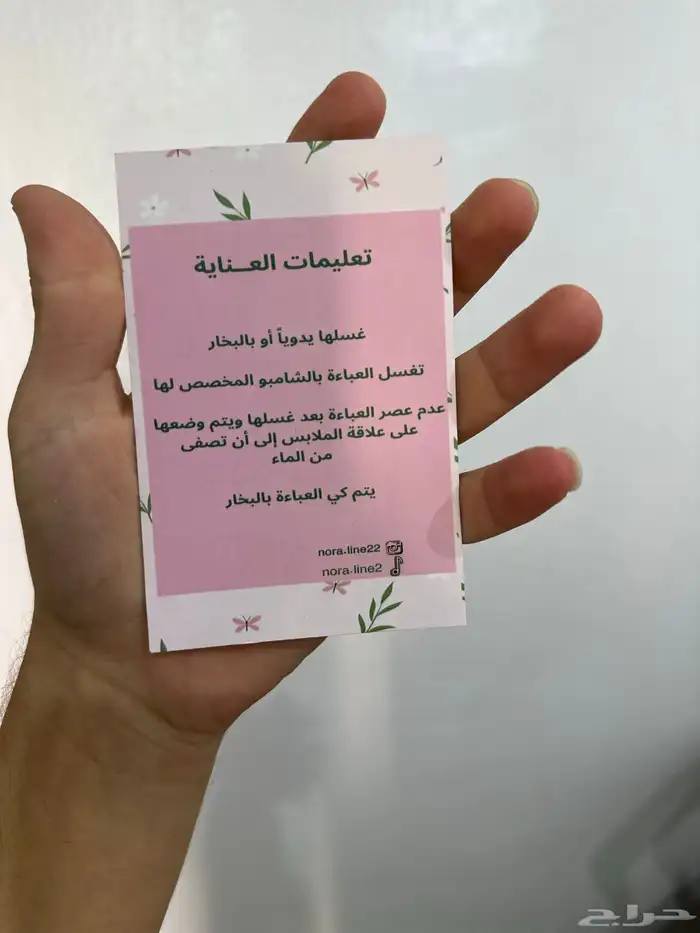 تعليمات العـــناية
غسلها يدوياً أو بالبخار
تغسل العباءة بالشامبو المخصص لها
عدم عصر العباءة بعد غسلها ويتم وضعها
على علاقة الملابس إلى أن تصفى
من الماء
يتم كي العباءة بالبخار
nora.line22
nora.line2
حراج